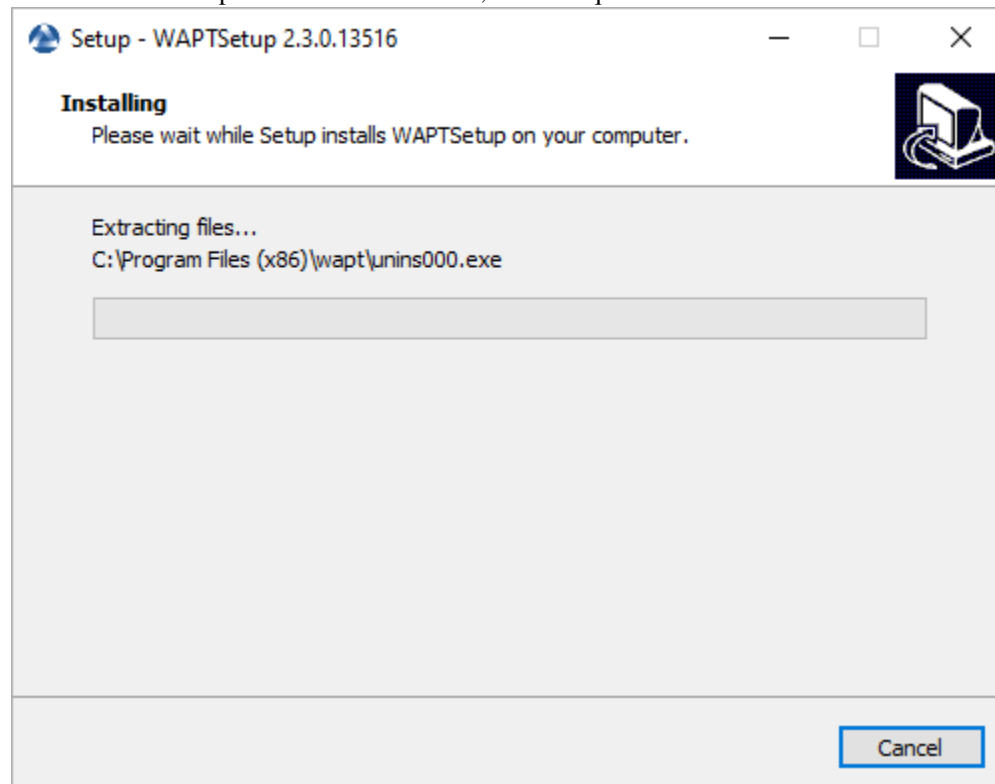 Setup - WAPTSetup 2.3.0.13516
Installing
Please wait while Setup installs WAPTSetup on your computer.
Extracting files...
C:\Program Files (x86)\wapt\unins000.exe
Cancel